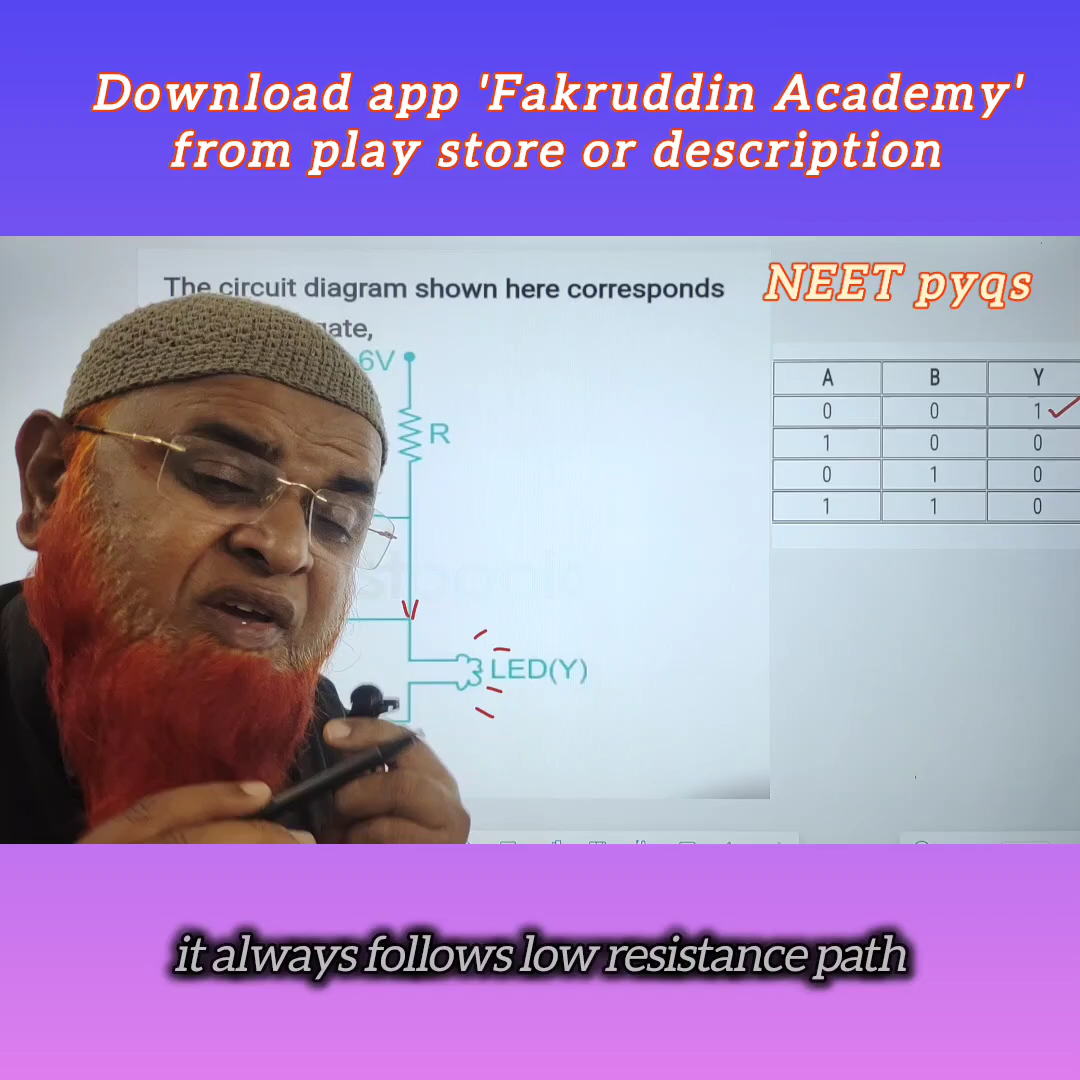 Download app 'Fakruddin Academy'
from play store or description
The circuit diagram shown here corresponds
NEET pyqs
gate,
6V
R
LED(Y)
A B Y
0 0 1
1 0 0
0 1 0
1 1 0
it always follows low resistance path